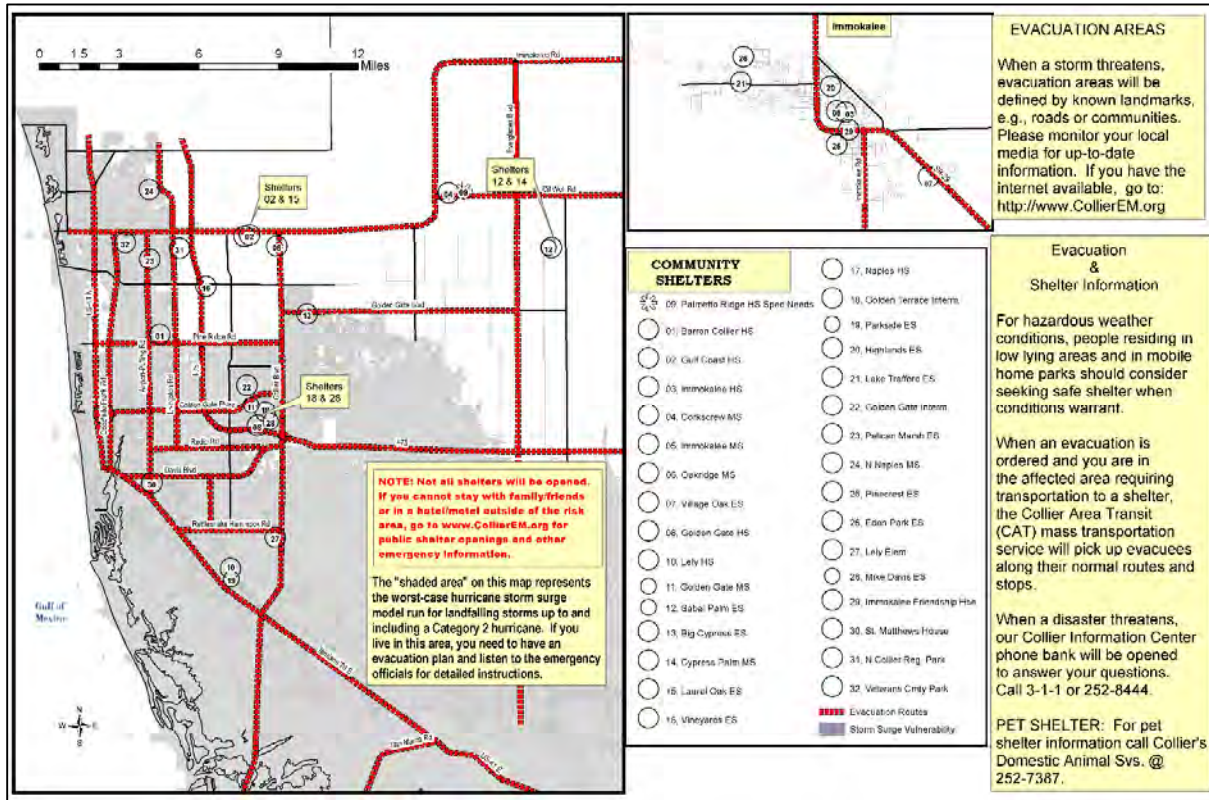 0 1.5 3 6 9 12
Miles
Immokalee Rd
Everglades Blvd
Oil Well Rd
Shelters
12 & 14
Shelters
02 & 15
Golden Gate Blvd
Pine Ridge Rd
Airport-Pulling Rd
Livingston Rd
Goodlette Frank Rd
Collier Blvd
Golden Gate Pkwy
Shelters
18 & 26
Radio Rd
Davis Blvd
I-75
Rattlesnake Hammock Rd
Gulf of
Mexico
N
W E
S
San Marco Rd
US-41 E
NOTE: Not all shelters will be opened.
If you cannot stay with family/friends
or in a hotel/motel outside of the risk
area, go to www.CollierEM.org for
public shelter openings and other
emergency information.
The "shaded area" on this map represents
the worst-case hurricane storm surge
model run for landfalling storms up to and
including a Category 2 hurricane. If you
live in this area, you need to have an
evacuation plan and listen to the emergency
officials for detailed instructions.
Immokalee
COMMUNITY
SHELTERS
09, Palmetto Ridge HS Spec Needs
01, Barron Collier HS
02, Gulf Coast HS
03, Immokalee HS
04, Corkscrew MS
05, Immokalee MS
06, Oakridge MS
07, Village Oak ES
08, Golden Gate HS
10, Lely HS
11, Golden Gate MS
12, Sabal Palm ES
13, Big Cypress ES
14, Cypress Palm MS
15, Laurel Oak ES
16, Vineyards ES
17, Naples HS
18, Golden Terrace Interm
19, Parkside ES
20, Highlands ES
21, Lake Trafford ES
22, Golden Gate Interm
23, Pelican Marsh ES
24, N Naples MS
25, Pinecrest ES
26, Eden Park ES
27, Lely Elem
28, Mike Davis ES
29, Immokalee Friendship Hse
30, St. Matthews House
31, N Collier Reg. Park
32, Veterans Cmty Park
Evacuation Routes
Storm Surge Vulnerability
EVACUATION AREAS
When a storm threatens,
evacuation areas will be
defined by known landmarks,
e.g., roads or communities.
Please monitor your local
media for up-to-date
information. If you have the
internet available, go to:
http://www.CollierEM.org
Evacuation
&
Shelter Information
For hazardous weather
conditions, people residing in
low lying areas and in mobile
home parks should consider
seeking safe shelter when
conditions warrant.
When an evacuation is
ordered and you are in
the affected area requiring
transportation to a shelter,
the Collier Area Transit
(CAT) mass transportation
service will pick up evacuees
along their normal routes and
stops.
When a disaster threatens,
our Collier Information Center
phone bank will be opened
to answer your questions.
Call 3-1-1 or 252-8444.
PET SHELTER: For pet
shelter information call Collier's
Domestic Animal Svs. @
252-7387.